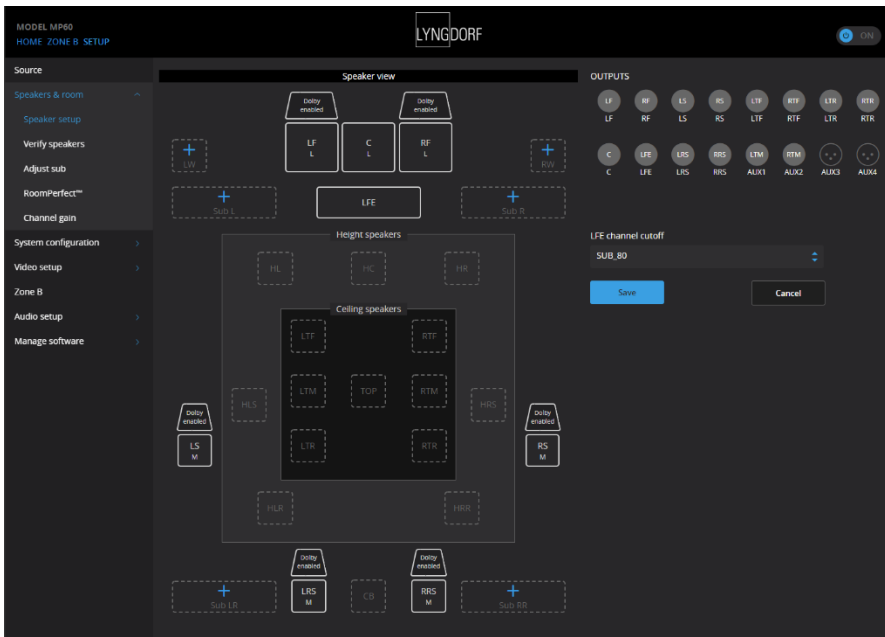 MODEL MP60
HOME ZONE B SETUP
LYNGDORF
ON
Source
Speakers & room
Speaker setup
Verify speakers
Adjust sub
RoomPerfect™
Channel gain
System configuration
Video setup
Zone B
Audio setup
Manage software
Speaker view
Dolby enabled
Dolby enabled
LW
LF L
C L
RF L
RW
Sub L
LFE
Sub R
Height speakers
HL
HC
HR
Ceiling speakers
LTF
RTF
LTM
TOP
RTM
HLS
HRS
LTR
RTR
Dolby enabled
LS M
Dolby enabled
RS M
HLR
HRR
Dolby enabled
Dolby enabled
Sub LR
LRS M
CB
RRS M
Sub RR
OUTPUTS
LF RF LS RS LTF RTF LTR RTR
LF RF LS RS LTF RTF LTR RTR
C LFE LRS RRS LTM RTM
C LFE LRS RRS AUX1 AUX2 AUX3 AUX4
LFE channel cutoff
SUB_80
Save
Cancel